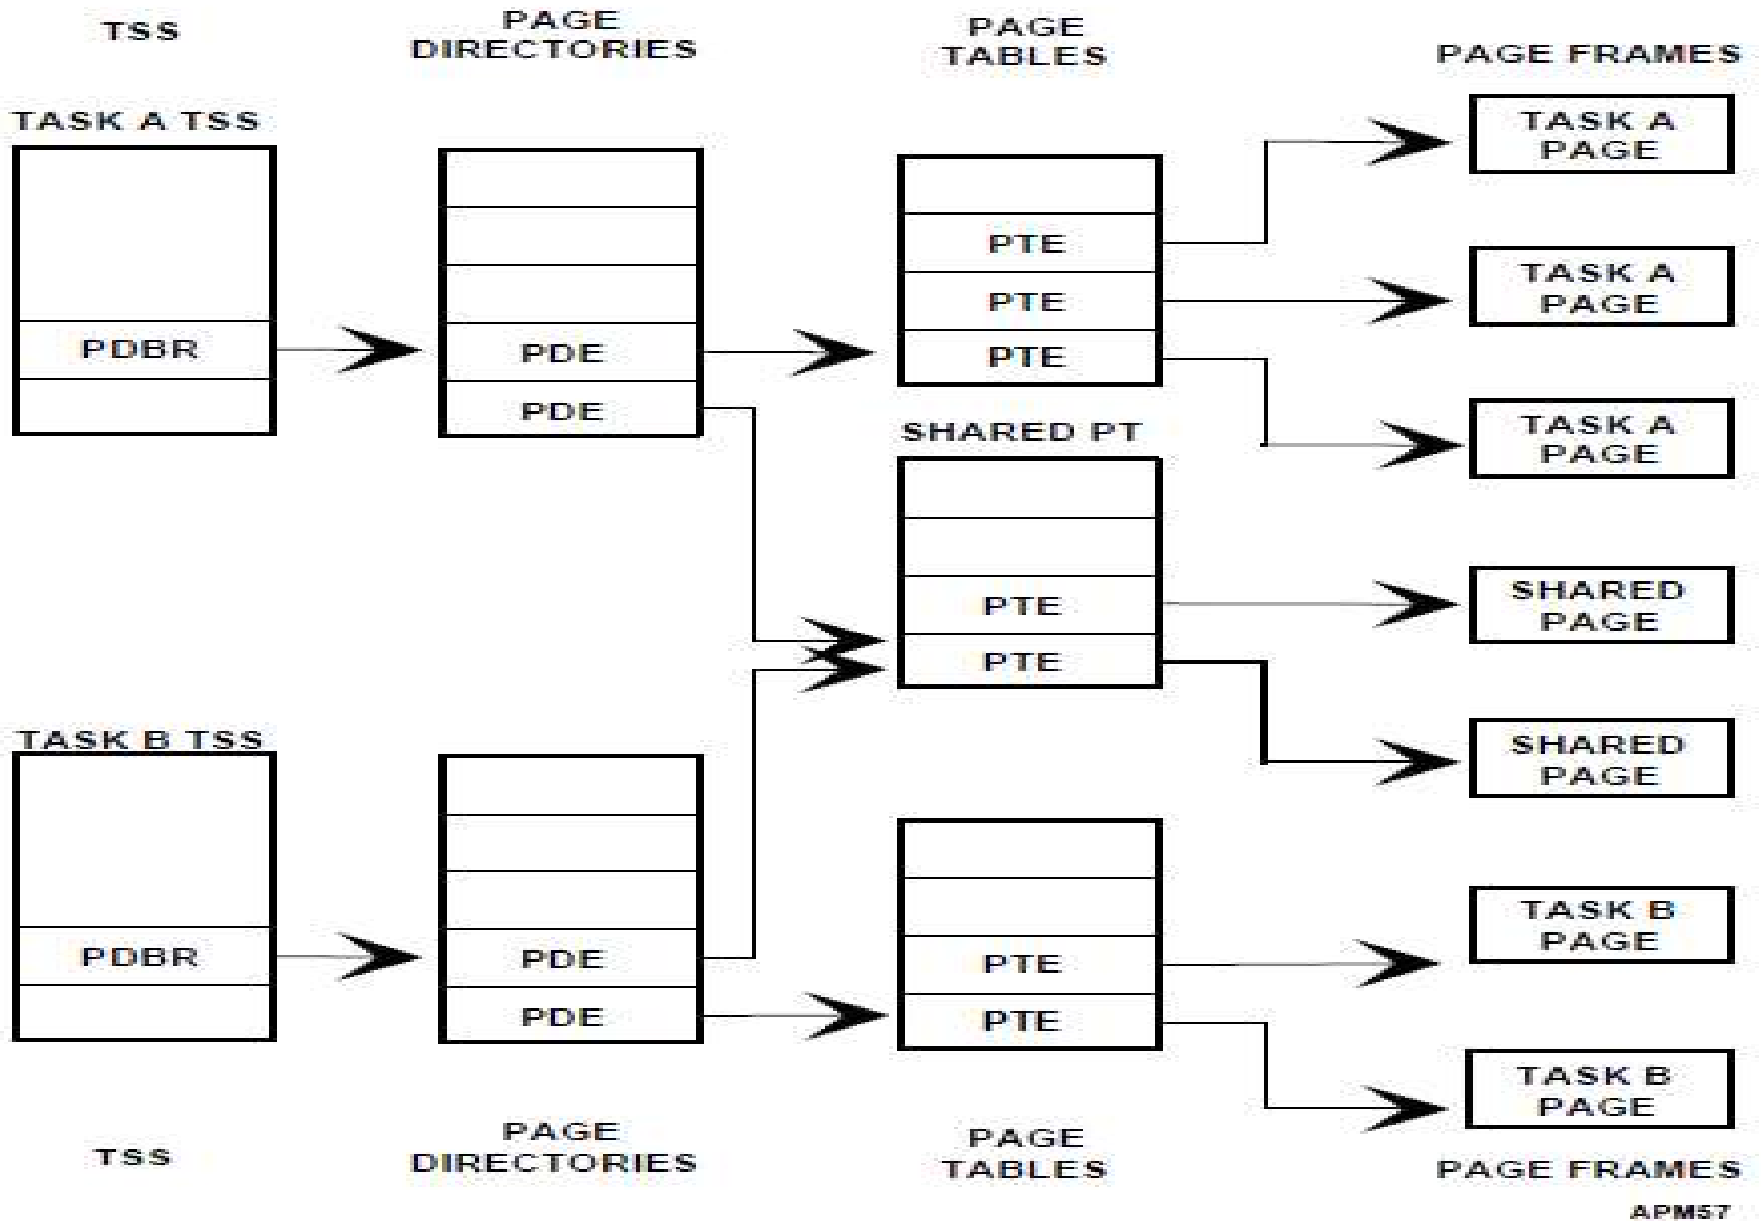 TSS
PAGE
DIRECTORIES
PAGE
TABLES
PAGE FRAMES
TASK A TSS
PDBR
PDE
PDE
PTE
PTE
PTE
TASK A
PAGE
TASK A
PAGE
TASK A
PAGE
SHARED PT
PTE
PTE
SHARED
PAGE
SHARED
PAGE
TASK B TSS
PDBR
PDE
PDE
PTE
PTE
TASK B
PAGE
TASK B
PAGE
TSS
PAGE
DIRECTORIES
PAGE
TABLES
PAGE FRAMES
APM57